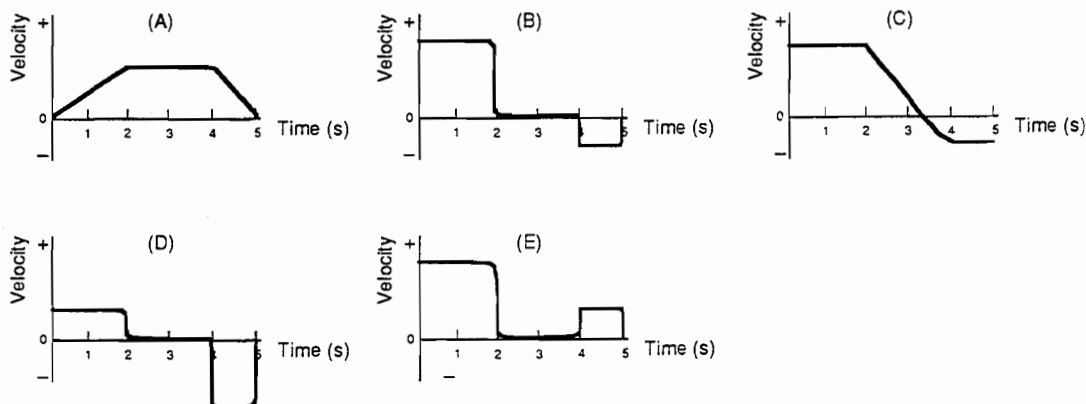 (A)
Velocity
+
0
−
1 2 3 4 5
Time (s)
(B)
Velocity
+
0
−
1 2 3 4 5
Time (s)
(C)
Velocity
+
0
−
1 2 3 4 5
Time (s)
(D)
Velocity
+
0
−
1 2 3 4 5
Time (s)
(E)
Velocity
+
0
−
1 2 3 4 5
Time (s)